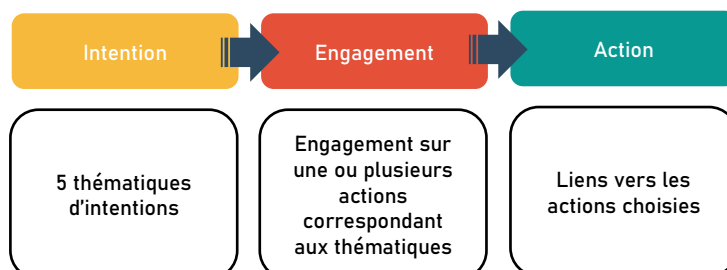 Intention
Engagement
Action
5 thématiques
d'intentions
Engagement sur
une ou plusieurs
actions
correspondant
aux thématiques
Liens vers les
actions choisies